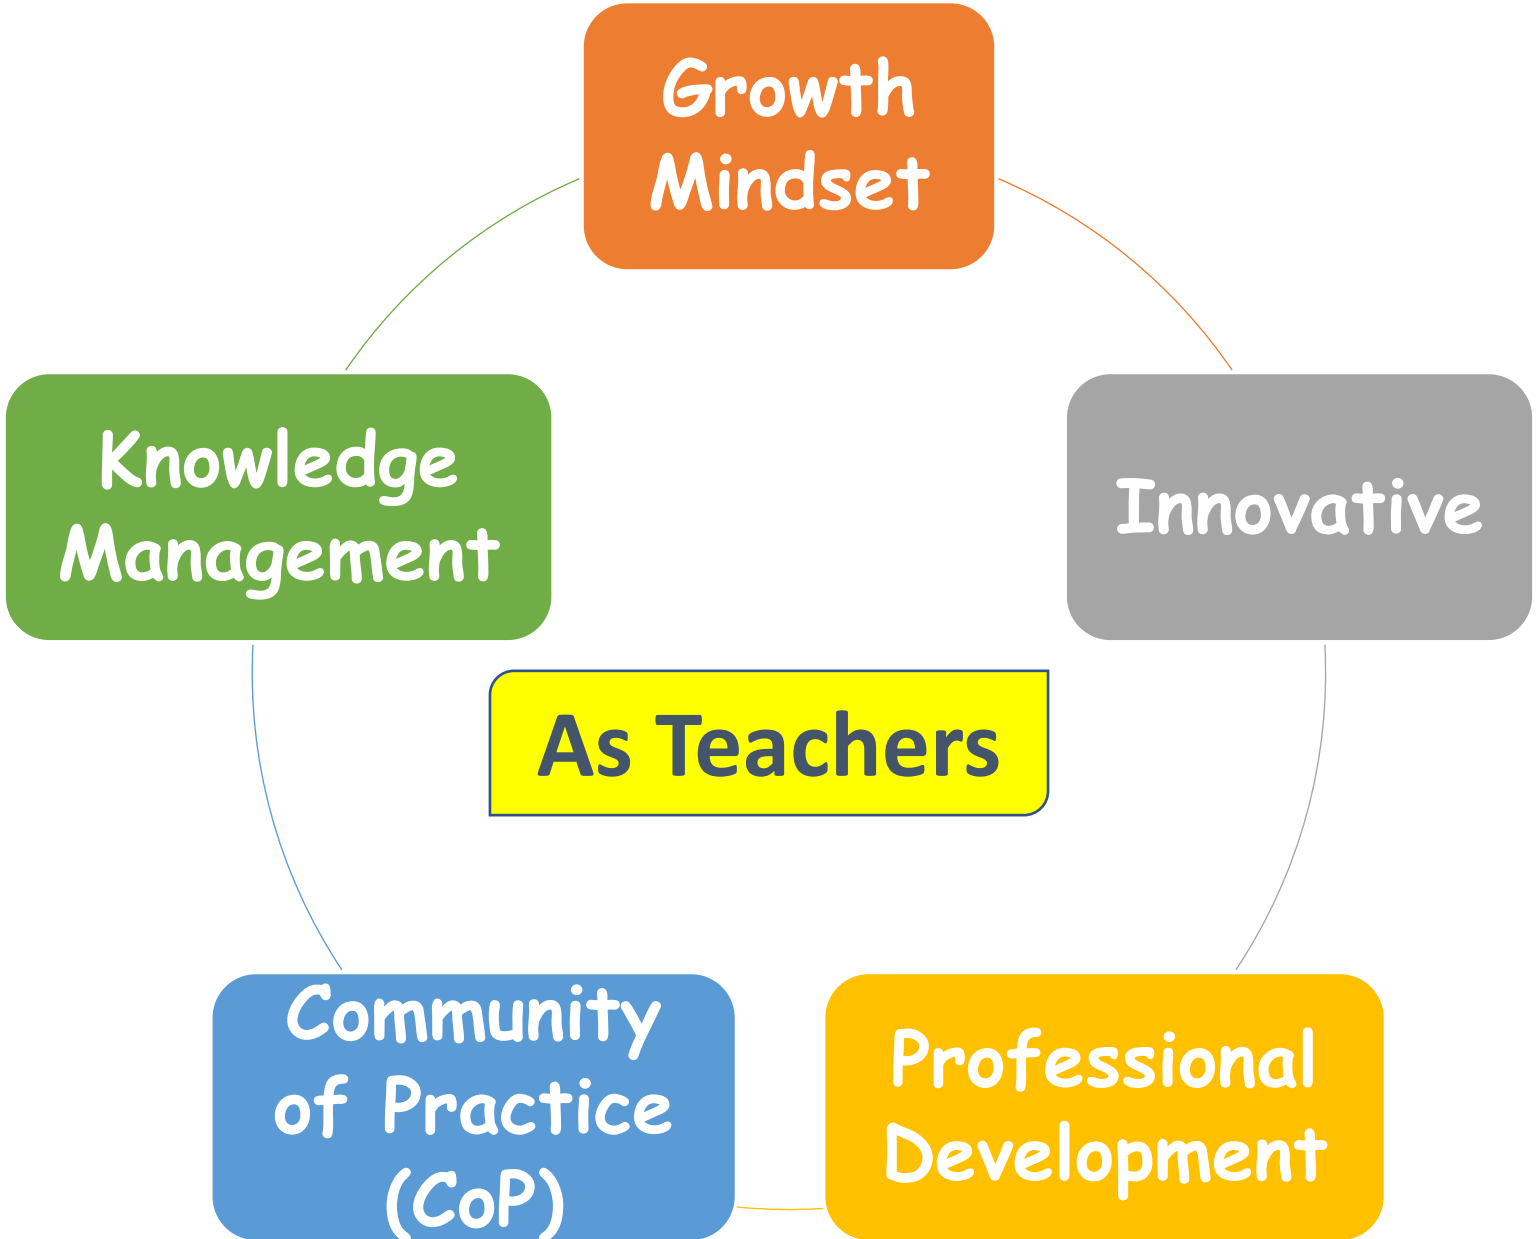 Growth
Mindset
Knowledge
Management
Innovative
As Teachers
Community
of Practice
(CoP)
Professional
Development